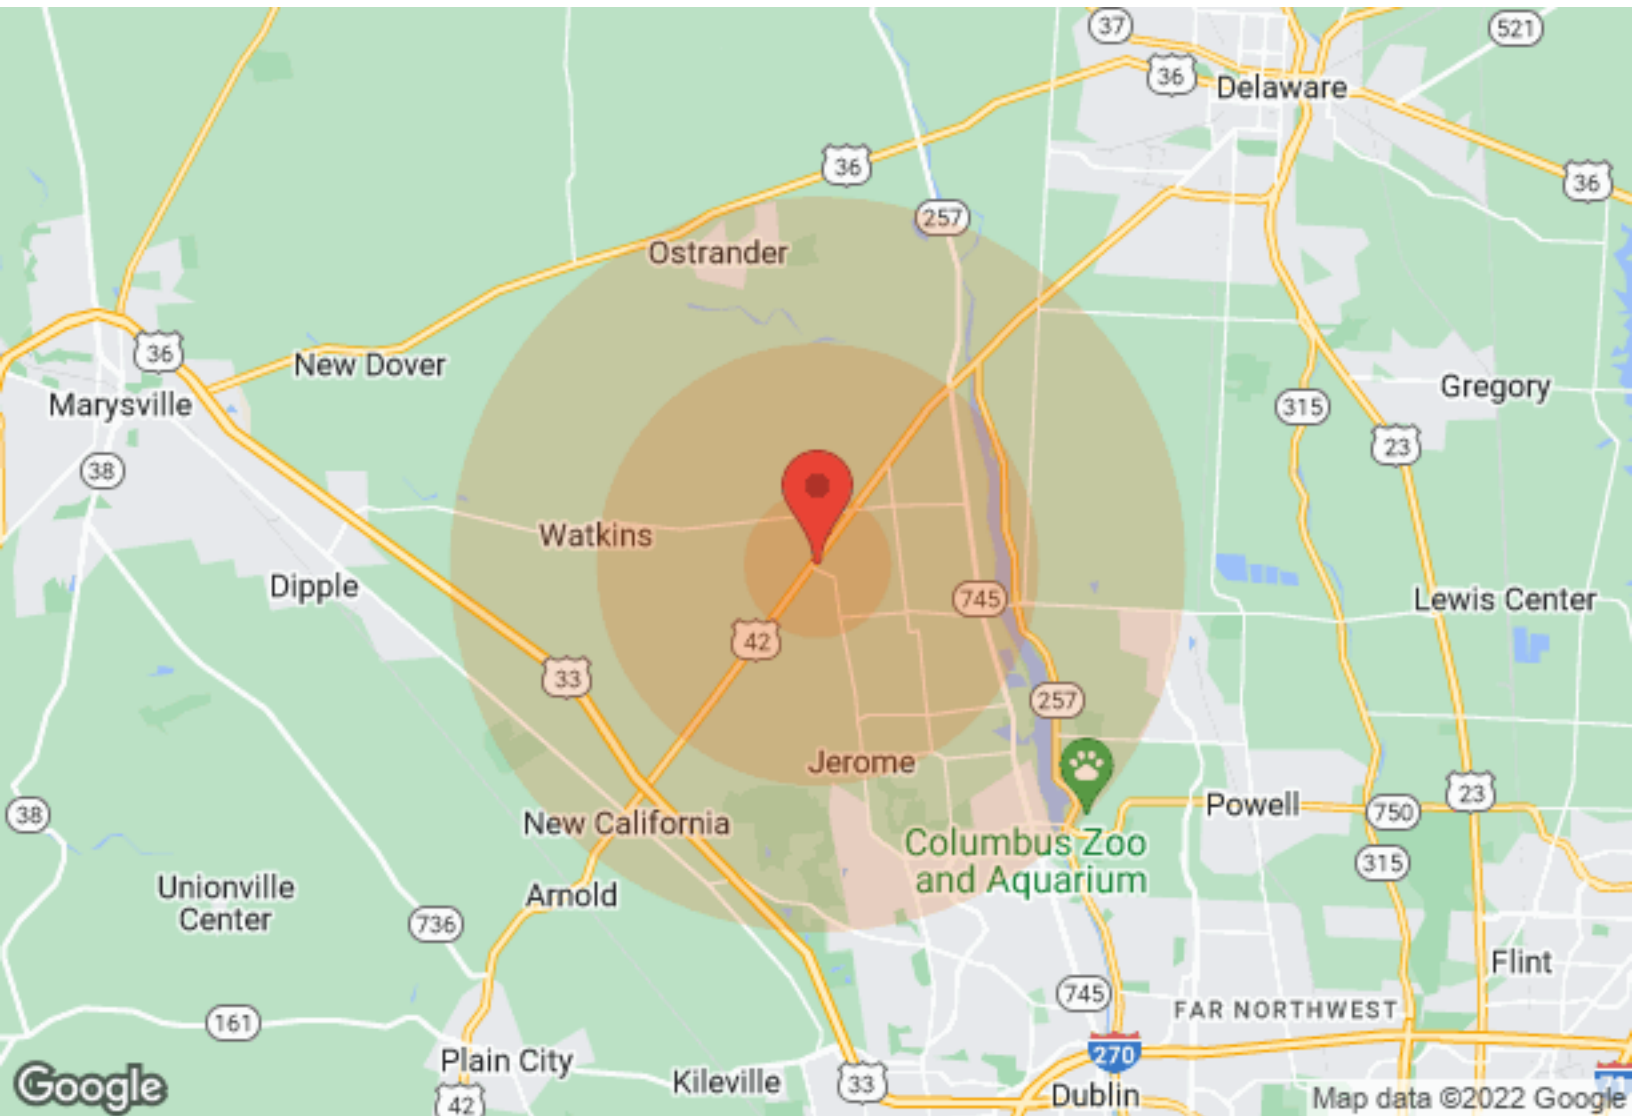 37
521
36
Delaware
36
36
257
Ostrander
36
New Dover
Marysville
Gregory
315
23
38
Watkins
Dipple
745
Lewis Center
42
33
257
Jerome
23
Powell
750
38
New California
Columbus Zoo
and Aquarium
315
Unionville
Center
Arnold
736
Flint
745
FAR NORTHWEST
161
270
Plain City
Kileville
33
71
Google
42
Dublin
Map data ©2022 Google